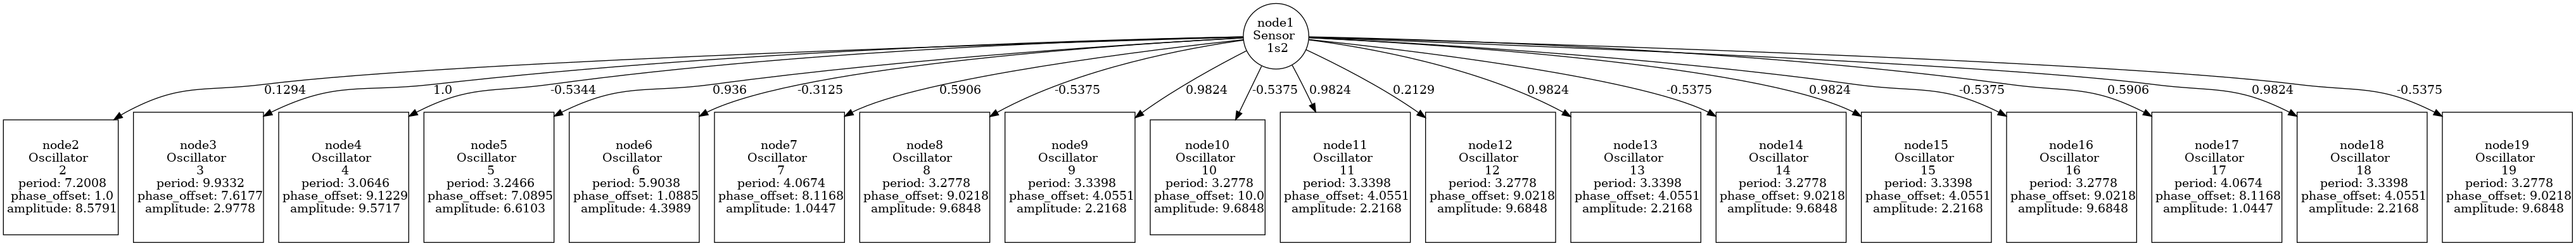 node1
Sensor
1s2
0.1294
1.0
-0.5344
0.936
-0.3125
0.5906
-0.5375
0.9824
-0.5375
0.9824
0.2129
0.9824
-0.5375
0.9824
-0.5375
0.5906
0.9824
-0.5375
node2
Oscillator
2
period: 7.2008
phase_offset: 1.0
amplitude: 8.5791
node3
Oscillator
3
period: 9.9332
phase_offset: 7.6177
amplitude: 2.9778
node4
Oscillator
4
period: 3.0646
phase_offset: 9.1229
amplitude: 9.5717
node5
Oscillator
5
period: 3.2466
phase_offset: 7.0895
amplitude: 6.6103
node6
Oscillator
6
period: 5.9038
phase_offset: 1.0885
amplitude: 4.3989
node7
Oscillator
7
period: 4.0674
phase_offset: 8.1168
amplitude: 1.0447
node8
Oscillator
8
period: 3.2778
phase_offset: 9.0218
amplitude: 9.6848
node9
Oscillator
9
period: 3.3398
phase_offset: 4.0551
amplitude: 2.2168
node10
Oscillator
10
period: 3.2778
phase_offset: 10.0
amplitude: 9.6848
node11
Oscillator
11
period: 3.3398
phase_offset: 4.0551
amplitude: 2.2168
node12
Oscillator
12
period: 3.2778
phase_offset: 9.0218
amplitude: 9.6848
node13
Oscillator
13
period: 3.3398
phase_offset: 4.0551
amplitude: 2.2168
node14
Oscillator
14
period: 3.2778
phase_offset: 9.0218
amplitude: 9.6848
node15
Oscillator
15
period: 3.3398
phase_offset: 4.0551
amplitude: 2.2168
node16
Oscillator
16
period: 3.2778
phase_offset: 9.0218
amplitude: 9.6848
node17
Oscillator
17
period: 4.0674
phase_offset: 8.1168
amplitude: 1.0447
node18
Oscillator
18
period: 3.3398
phase_offset: 4.0551
amplitude: 2.2168
node19
Oscillator
19
period: 3.2778
phase_offset: 9.0218
amplitude: 9.6848